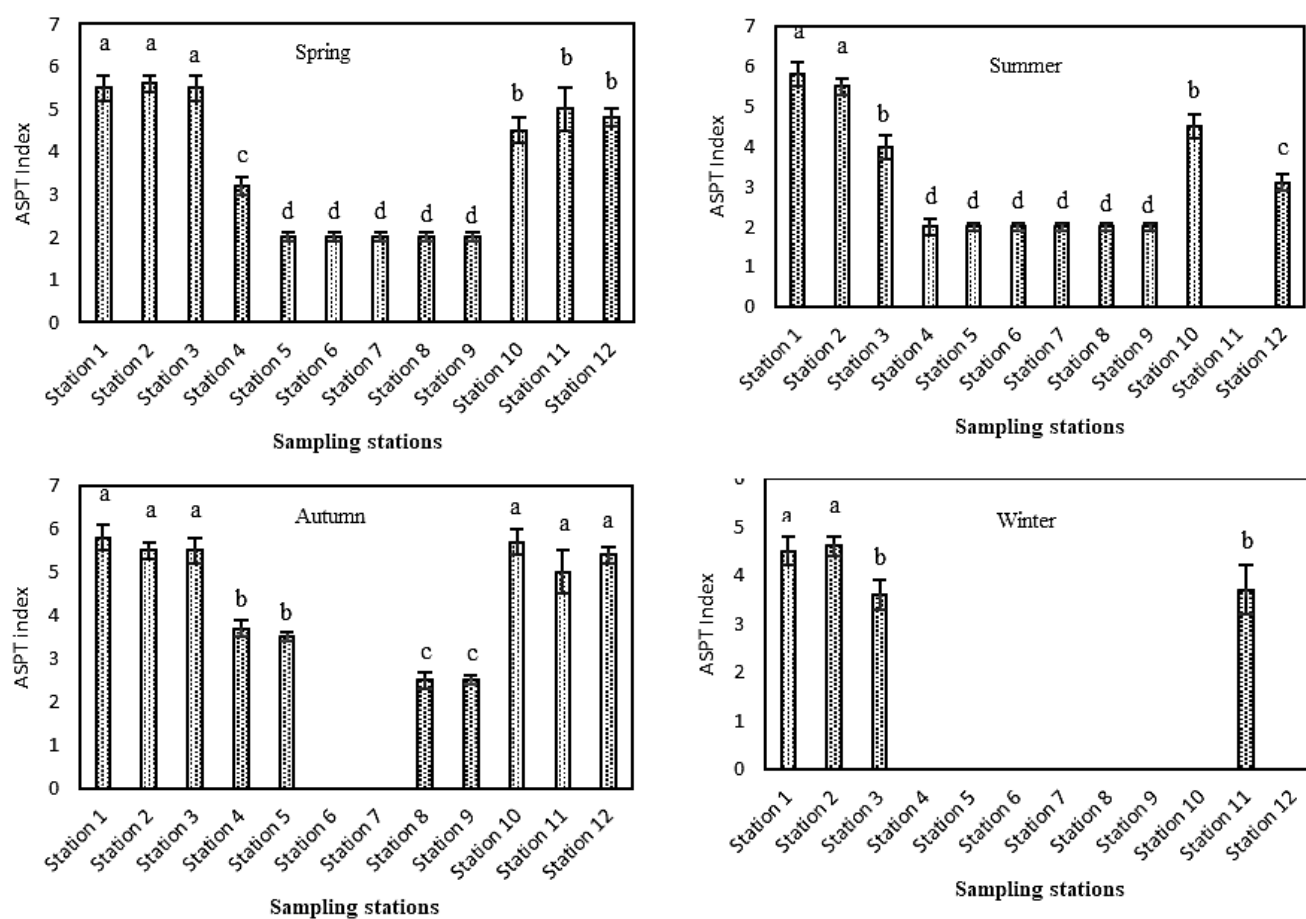 7
6
5
4
3
2
1
0
ASPT Index
Spring
a
a
a
c
d
d
d
d
d
b
b
b
Station 1
Station 2
Station 3
Station 4
Station 5
Station 6
Station 7
Station 8
Station 9
Station 10
Station 11
Station 12
Sampling stations
7
6
5
4
3
2
1
0
ASPT Index
Summer
a
a
b
d
d
d
d
d
d
b
c
Station 1
Station 2
Station 3
Station 4
Station 5
Station 6
Station 7
Station 8
Station 9
Station 10
Station 11
Station 12
Sampling stations
7
6
5
4
3
2
1
0
ASPT Index
Autumn
a
a
a
b
b
c
c
a
a
a
Station 1
Station 2
Station 3
Station 4
Station 5
Station 6
Station 7
Station 8
Station 9
Station 10
Station 11
Station 12
Sampling stations
5
4
3
2
1
0
ASPT Index
Winter
a
a
b
b
Station 1
Station 2
Station 3
Station 4
Station 5
Station 6
Station 7
Station 8
Station 9
Station 10
Station 11
Station 12
Sampling stations